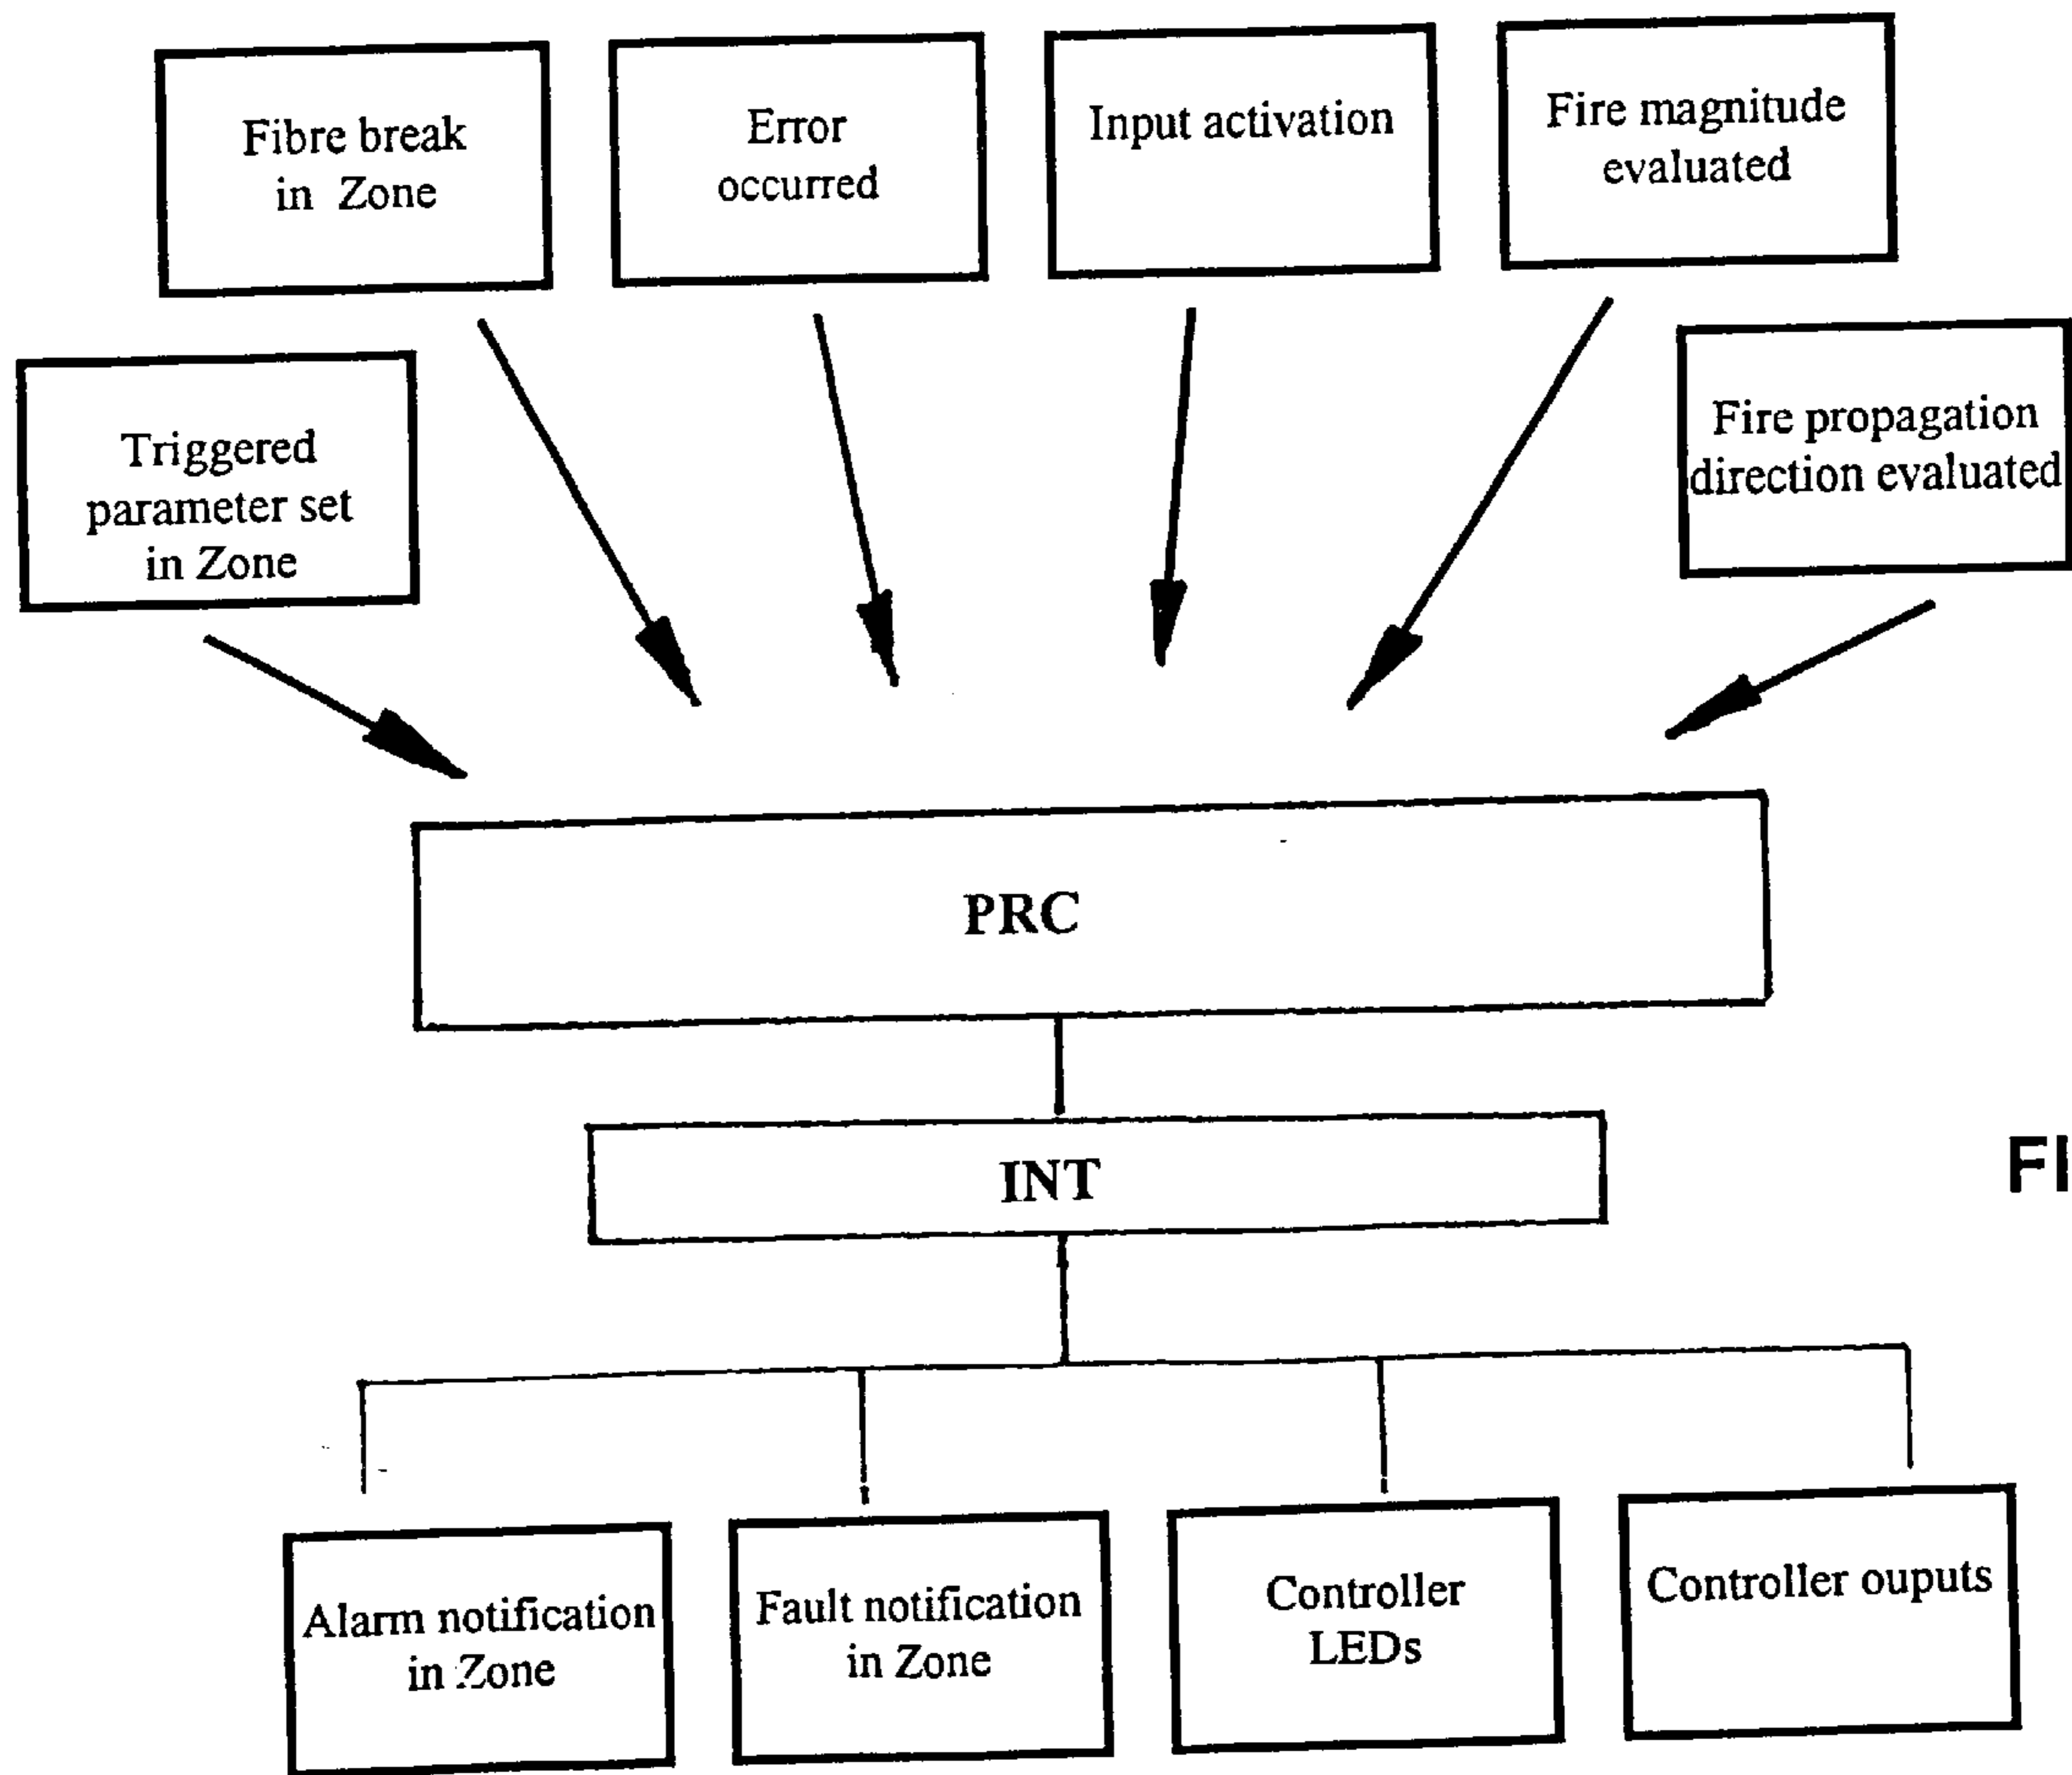 Fibre break
in Zone
Error
occurred
Input activation
Fire magnitude
evaluated
Triggered
parameter set
in Zone
Fire propagation
direction evaluated
PRC
INT
FI
Alarm notification
in Zone
Fault notification
in Zone
Controller
LEDs
Controller ouputs